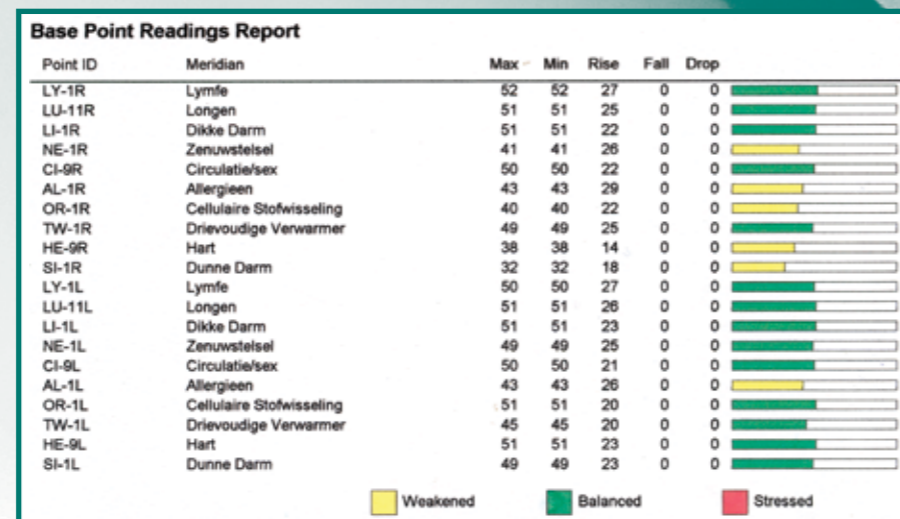 Base Point Readings Report
Point ID Meridian Max Min Rise Fall Drop
LY-1R Lymfe 52 52 27 0 0
LU-11R Longen 51 51 25 0 0
LI-1R Dikke Darm 51 51 22 0 0
NE-1R Zenuwstelsel 41 41 26 0 0
CI-9R Circulatie/sex 50 50 22 0 0
AL-1R Allergieen 43 43 29 0 0
OR-1R Cellulaire Stofwisseling 40 40 22 0 0
TW-1R Drievoudige Verwarmer 49 49 25 0 0
HE-9R Hart 38 38 14 0 0
SI-1R Dunne Darm 32 32 18 0 0
LY-1L Lymfe 50 50 27 0 0
LU-11L Longen 51 51 26 0 0
LI-1L Dikke Darm 51 51 23 0 0
NE-1L Zenuwstelsel 49 49 25 0 0
CI-9L Circulatie/sex 50 50 21 0 0
AL-1L Allergieen 43 43 26 0 0
OR-1L Cellulaire Stofwisseling 51 51 20 0 0
TW-1L Drievoudige Verwarmer 45 45 20 0 0
HE-9L Hart 51 51 23 0 0
SI-1L Dunne Darm 49 49 23 0 0
Weakened Balanced Stressed